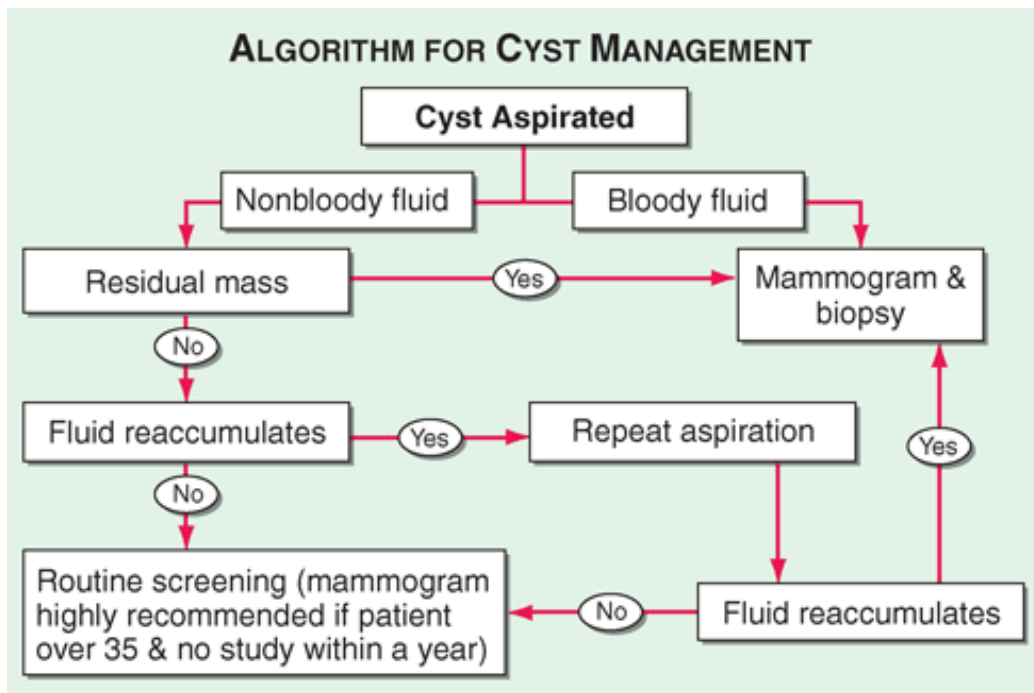 ALGORITHM FOR CYST MANAGEMENT
Cyst Aspirated
Nonbloody fluid
Bloody fluid
Residual mass
Yes
Mammogram &
biopsy
No
Fluid reaccumulates
Yes
Repeat aspiration
Yes
No
Routine screening (mammogram
highly recommended if patient
over 35 & no study within a year)
No
Fluid reaccumulates